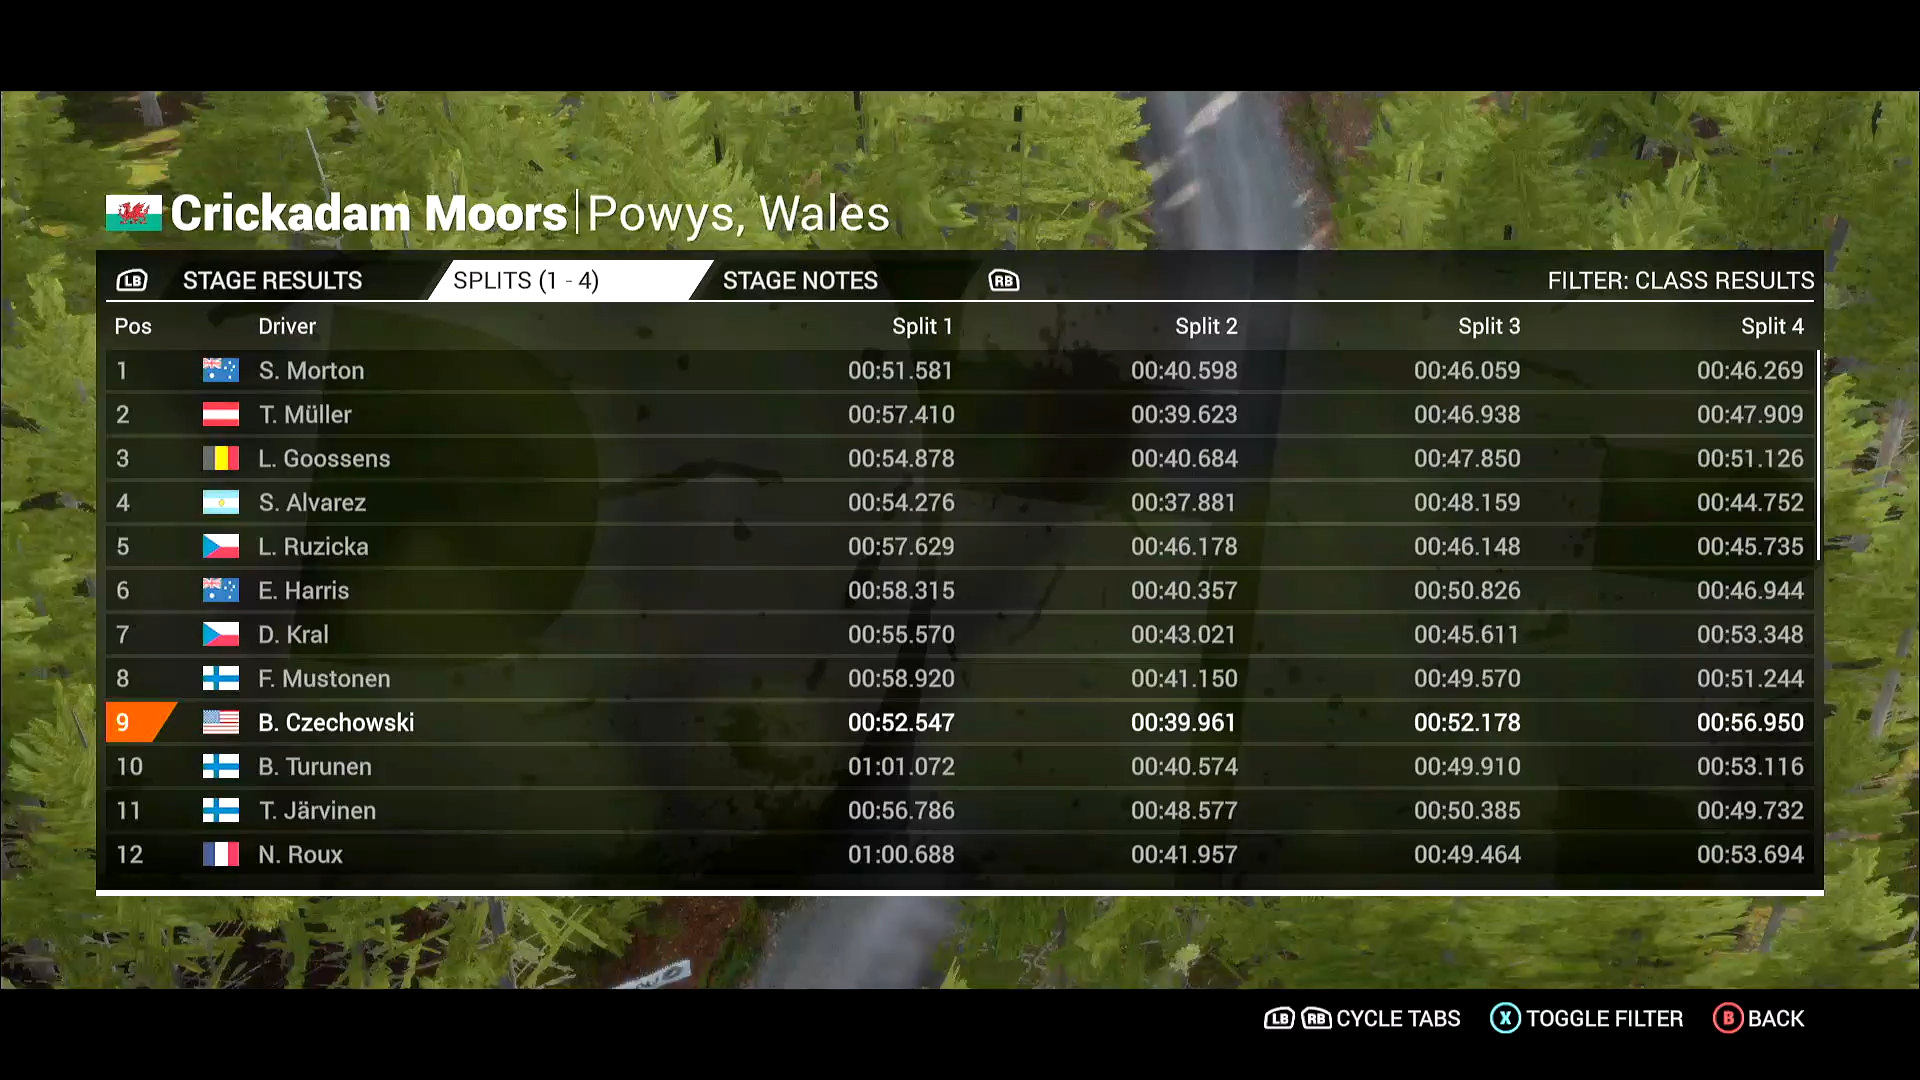 Crickadam Moors|Powys, Wales
LB STAGE RESULTS SPLITS (1 - 4) STAGE NOTES RB FILTER: CLASS RESULTS
Pos Driver Split 1 Split 2 Split 3 Split 4
1 S. Morton 00:51.581 00:40.598 00:46.059 00:46.269
2 T. Müller 00:57.410 00:39.623 00:46.938 00:47.909
3 L. Goossens 00:54.878 00:40.684 00:47.850 00:51.126
4 S. Alvarez 00:54.276 00:37.881 00:48.159 00:44.752
5 L. Ruzicka 00:57.629 00:46.178 00:46.148 00:45.735
6 E. Harris 00:58.315 00:40.357 00:50.826 00:46.944
7 D. Kral 00:55.570 00:43.021 00:45.611 00:53.348
8 F. Mustonen 00:58.920 00:41.150 00:49.570 00:51.244
9 B. Czechowski 00:52.547 00:39.961 00:52.178 00:56.950
10 B. Turunen 01:01.072 00:40.574 00:49.910 00:53.116
11 T. Järvinen 00:56.786 00:48.577 00:50.385 00:49.732
12 N. Roux 01:00.688 00:41.957 00:49.464 00:53.694
LB RB CYCLE TABS X TOGGLE FILTER B BACK